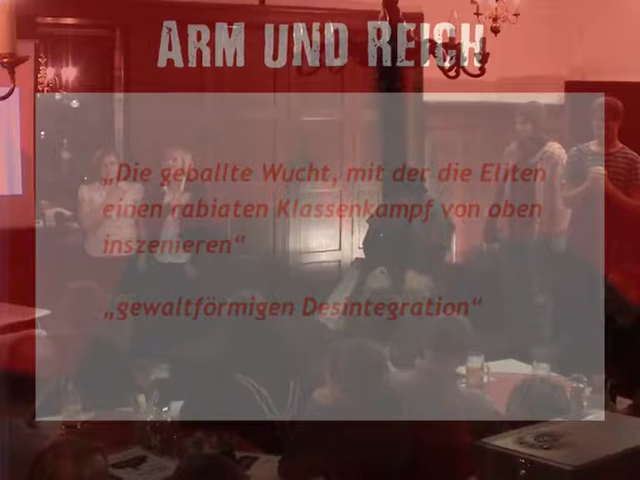 ARM UND REICH
„Die geballte Wucht, mit der die Eliten
einen rabiaten Klassenkampf von oben
inszenieren“
„gewaltförmigen Desintegration“